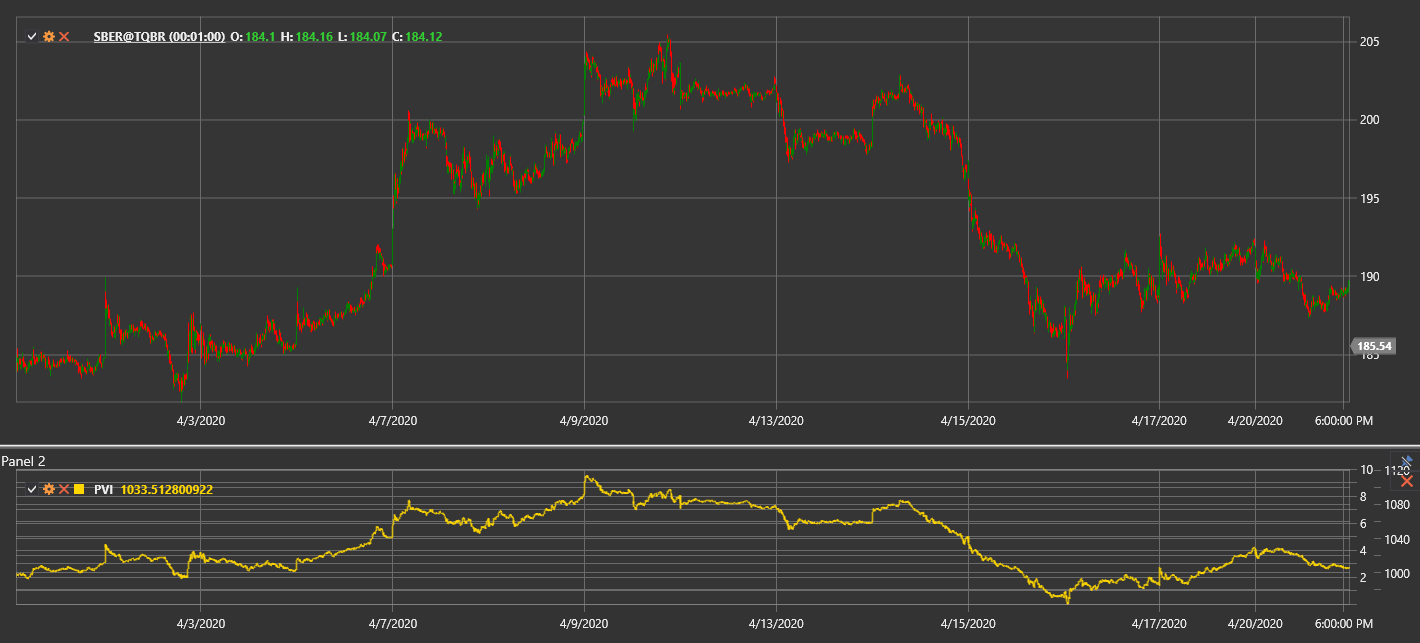 SBER@TQBR (00:01:00) O: 184.1 H: 184.16 L: 184.07 C: 184.12
205
200
195
190
185.54
185
4/3/2020 4/7/2020 4/9/2020 4/13/2020 4/15/2020 4/17/2020 4/20/2020 6:00:00 PM
Panel 2
PVI 1033.512800922
10 1120
8 1080
6
4 1040
2 1000
4/3/2020 4/7/2020 4/9/2020 4/13/2020 4/15/2020 4/17/2020 4/20/2020 6:00:00 PM